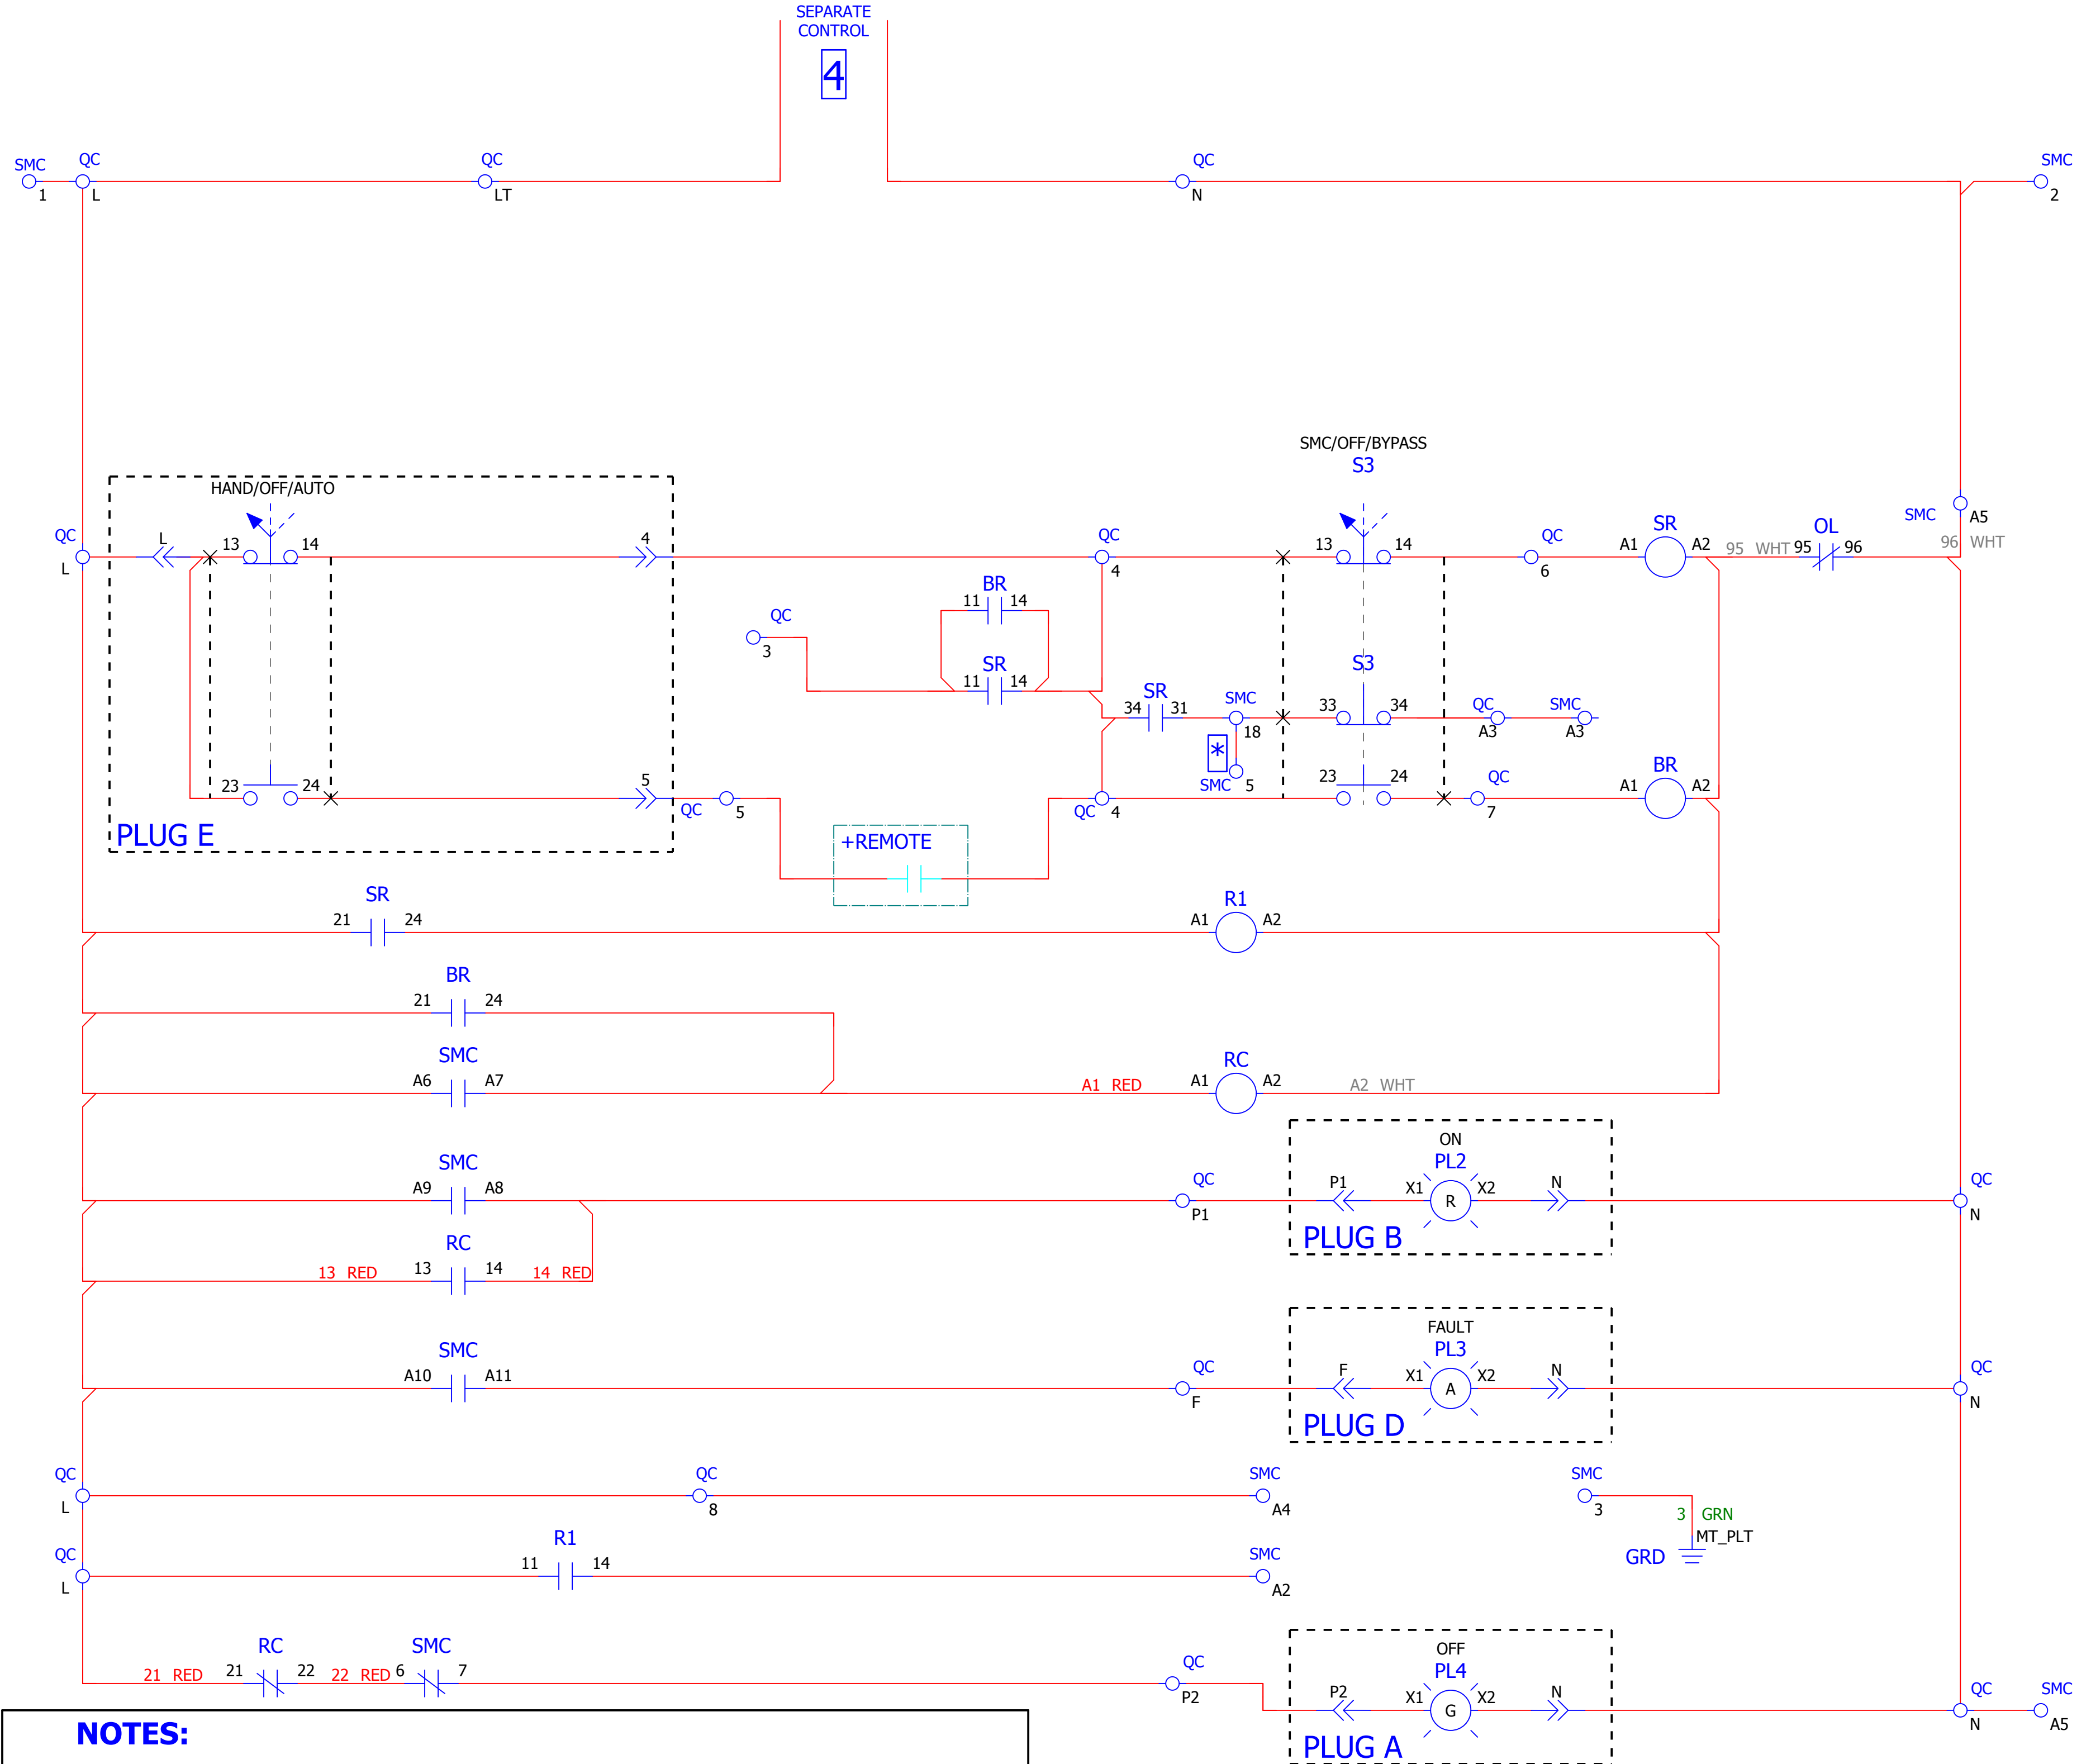 SEPARATE
CONTROL
4
SMC
1
QC
L
QC
LT
QC
N
SMC
2
SMC/OFF/BYPASS
S3
HAND/OFF/AUTO
QC
L
L
13
14
4
QC
4
13
14
QC
6
SR
A1
A2
95 WHT
OL
95
96
SMC
A5
96 WHT
BR
11
14
QC
3
SR
11
14
SR
34
31
SMC
18
*
SMC
5
S3
33
34
QC
A3
SMC
A3
23
24
5
QC
5
QC
4
23
24
QC
7
BR
A1
A2
PLUG E
+REMOTE
SR
21
24
R1
A1
A2
BR
21
24
SMC
A6
A7
A1 RED
RC
A1
A2
A2 WHT
SMC
A9
A8
QC
P1
ON
PL2
P1
X1
R
X2
N
PLUG B
QC
N
RC
13 RED
13
14
14 RED
SMC
A10
A11
QC
F
FAULT
PL3
F
X1
A
X2
N
PLUG D
QC
N
QC
L
QC
8
SMC
A4
SMC
3
3 GRN
MT_PLT
GRD
QC
L
R1
11
14
SMC
A2
RC
21 RED
21
22
22 RED
SMC
6
7
QC
P2
OFF
PL4
P2
X1
G
X2
N
PLUG A
QC
N
SMC
A5
NOTES: